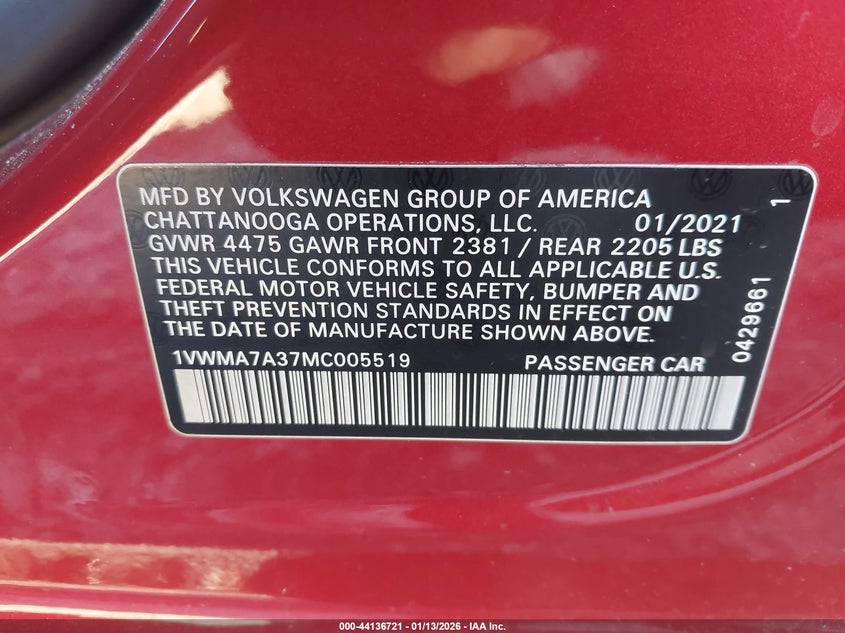 MFD BY VOLKSWAGEN GROUP OF AMERICA
CHATTANOOGA OPERATIONS, LLC. 01/2021
GVWR 4475 GAWR FRONT 2381 / REAR 2205 LBS
THIS VEHICLE CONFORMS TO ALL APPLICABLE U.S.
FEDERAL MOTOR VEHICLE SAFETY, BUMPER AND
THEFT PREVENTION STANDARDS IN EFFECT ON
THE DATE OF MANUFACTURE SHOWN ABOVE.
1VWMA7A37MC005519 PASSENGER CAR
0429661
1
000-44136721 - 01/13/2026 - IAA Inc.